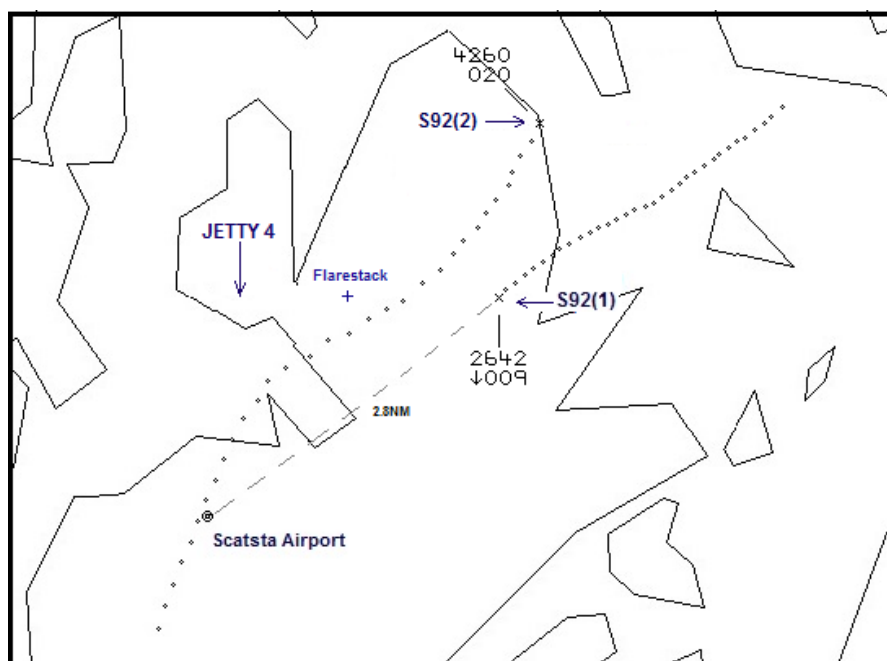 4260
020
S92(2)
JETTY 4
Flarestack
S92(1)
2642
↓009
2.8NM
Scatsta Airport